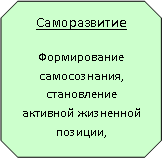 Саморазвитие
Формирование
самосознания,
становление
активной жизненной
позиции,